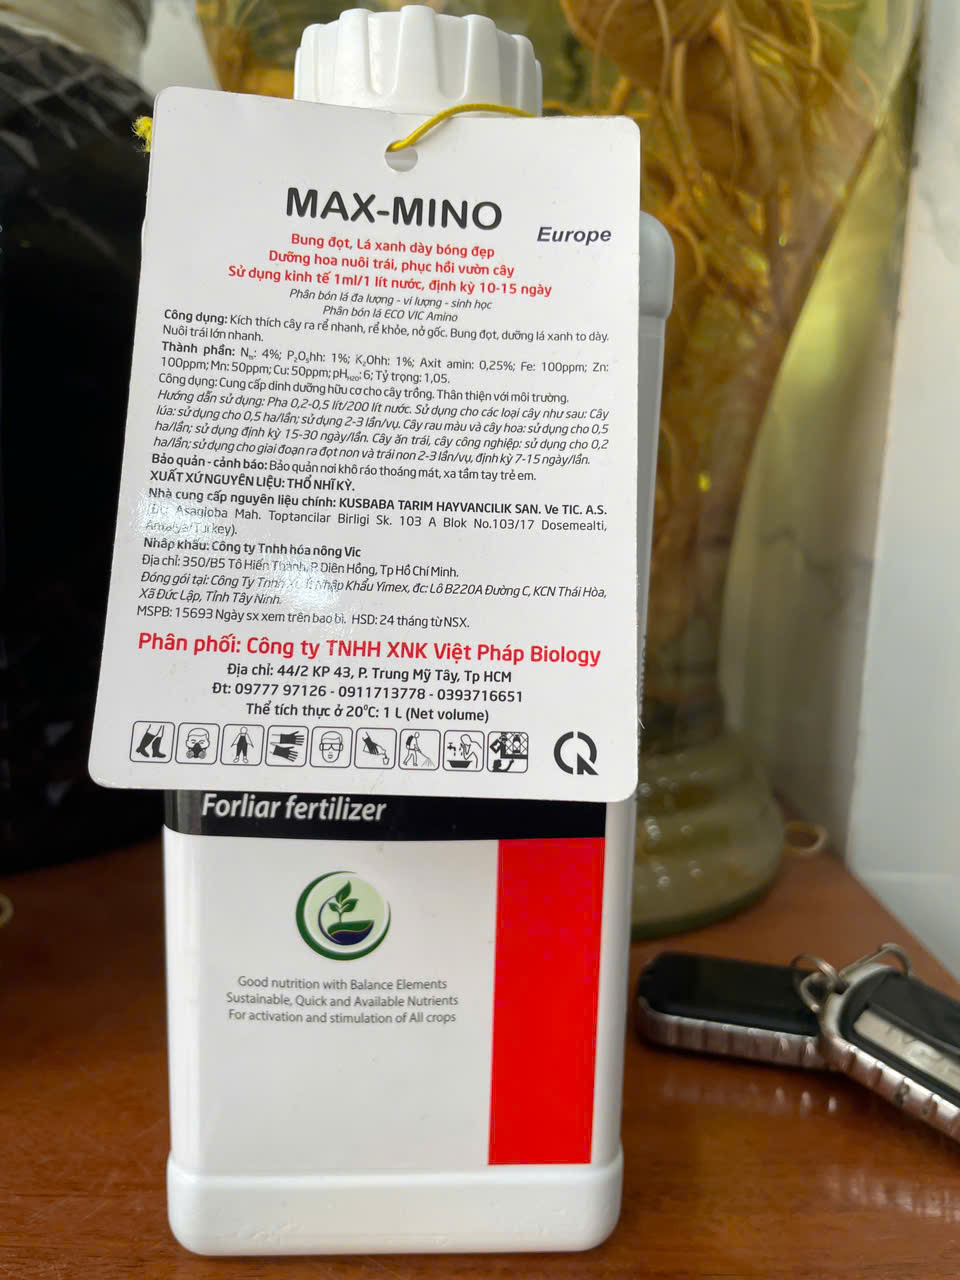 MAX-MINO
Europe
Bung đọt, Lá xanh dày bóng đẹp
Dưỡng hoa nuôi trái, phục hồi vườn cây
Sử dụng kinh tế 1ml/1 lít nước, định kỳ 10-15 ngày
Phân bón lá đa lượng - vi lượng - sinh học
Phân bón lá ECO VIC Amino
Công dụng: Kích thích cây ra rể nhanh, rể khỏe, nở gốc. Bung đọt, dưỡng lá xanh to dày.
Nuôi trái lớn nhanh.
Thành phần: Nts: 4%; P2O5hh: 1%; K2Ohh: 1%; Axit amin: 0,25%; Fe: 100ppm; Zn:
100ppm; Mn: 50ppm; Cu: 50ppm; pHH2O: 6; Tỷ trọng: 1,05.
Công dụng: Cung cấp dinh dưỡng hữu cơ cho cây trồng. Thân thiện với môi trường.
Hướng dẫn sử dụng: Pha 0,2-0,5 lít/200 lít nước. Sử dụng cho các loại cây như sau: Cây
lúa: sử dụng cho 0,5 ha/lần; sử dụng 2-3 lần/vụ. Cây rau màu và cây hoa: sử dụng cho 0,5
ha/lần; sử dụng định kỳ 15-30 ngày/lần. Cây ăn trái, cây công nghiệp: sử dụng cho 0,2
ha/lần; sử dụng cho giai đoạn ra đọt non và trái non 2-3 lần/vụ, định kỳ 7-15 ngày/lần.
Bảo quản - cảnh báo: Bảo quản nơi khô ráo thoáng mát, xa tầm tay trẻ em.
XUẤT XỨ NGUYÊN LIỆU: THỔ NHĨ KỲ.
Nhà cung cấp nguyên liệu chính: KUSBABA TARIM HAYVANCILIK SAN. Ve TIC. A.S.
Mah. Toptancilar Birligi Sk. 103 A Blok No.103/17 Dosemealti,
Antalya/Turkey).
Nhập khẩu: Công ty Tnhh hóa nông Vic
Địa chỉ: 350/B5 Tô Hiến Thành, P. Diên Hồng, Tp Hồ Chí Minh.
Đóng gói tại: Công Ty Tnhh Xuất Nhập Khẩu Yimex, đc: Lô B220A Đường C, KCN Thái Hòa,
Xã Đức Lập, Tỉnh Tây Ninh.
MSPB: 15693 Ngày sx xem trên bao bì. HSD: 24 tháng từ NSX.
Phân phối: Công ty TNHH XNK Việt Pháp Biology
Địa chỉ: 44/2 KP 43, P. Trung Mỹ Tây, Tp HCM
Đt: 09777 97126 - 0911713778 - 0393716651
Thể tích thực ở 20°C: 1 L (Net volume)
Forliar fertilizer
Good nutrition with Balance Elements
Sustainable, Quick and Available Nutrients
For activation and stimulation of All crops